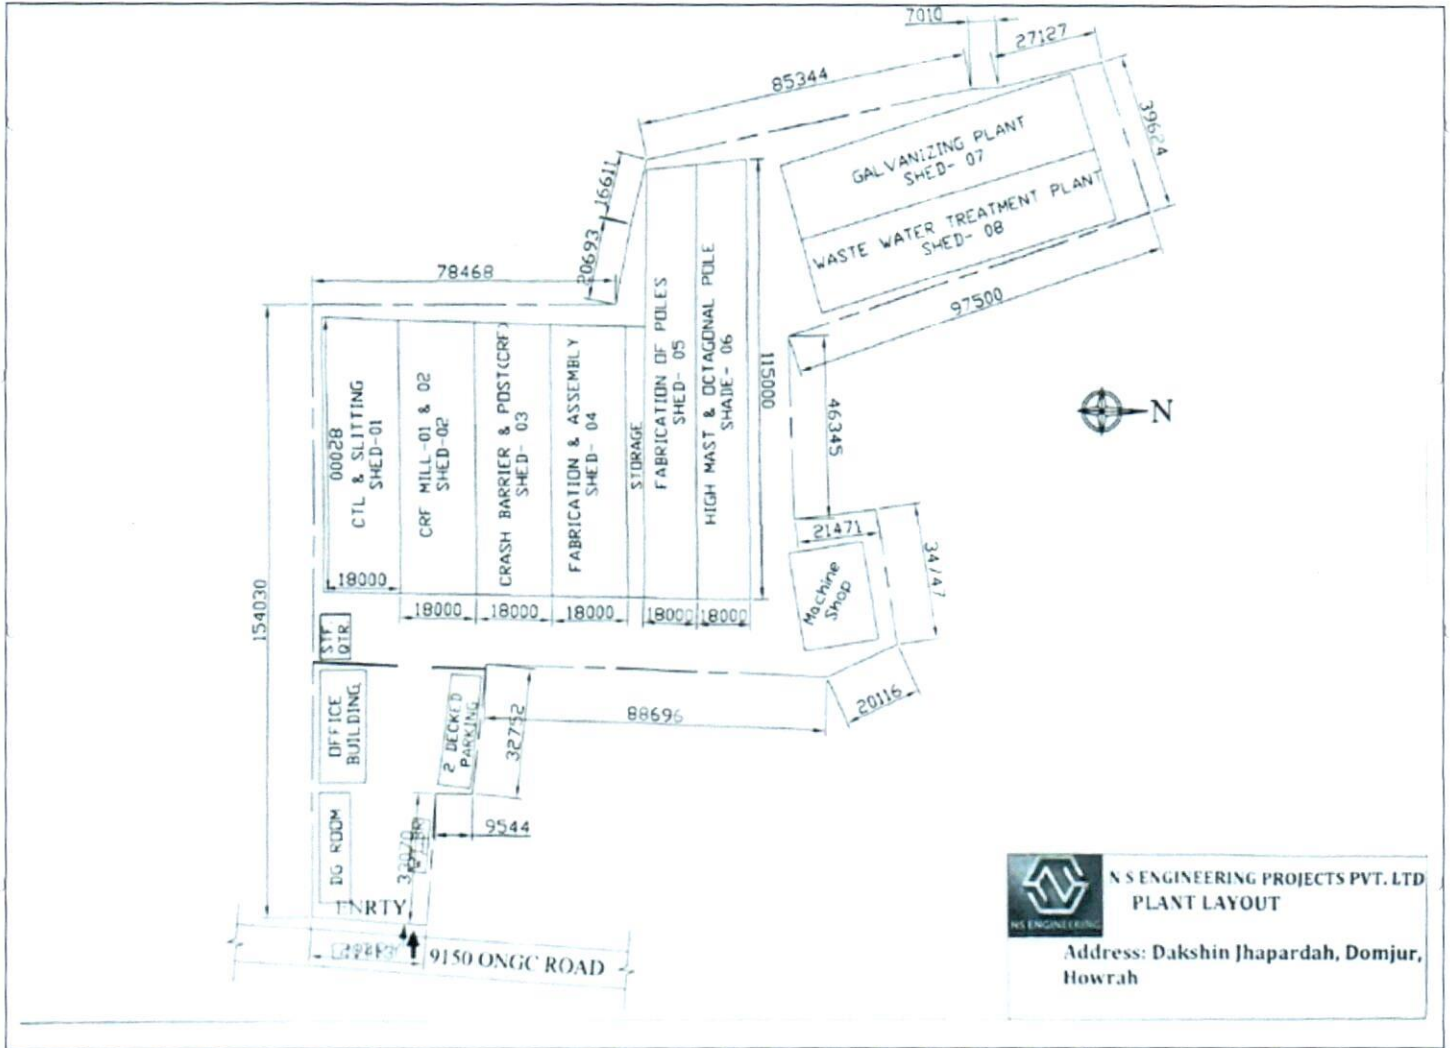 7010
27127
85344
39624
GALVANIZING PLANT
SHED- 07
WASTE WATER TREATMENT PLANT
SHED- 08
97500
16611
20693
78468
154030
CTL & SLITTING
SHED-01
CRF MILL-01 & 02
SHED-02
CRASH BARRIER & POST(CRF)
SHED- 03
FABRICATION & ASSEMBLY
SHED- 04
STORAGE
FABRICATION OF POLES
SHED- 05
HIGH MAST & OCTAGONAL POLE
SHADE- 06
115000
46345
N
18000
18000
18000
18000
18000
18000
21471
Machine
Shop
20116
STF.
QTR.
OFFICE
BUILDING
2 DECKED
PARKING
32752
88696
9544
DG ROOM
33070
ENRTY
9150 ONGC ROAD
NS ENGINEERING
N S ENGINEERING PROJECTS PVT. LTD
PLANT LAYOUT
Address: Dakshin Jhapardah, Domjur,
Howrah